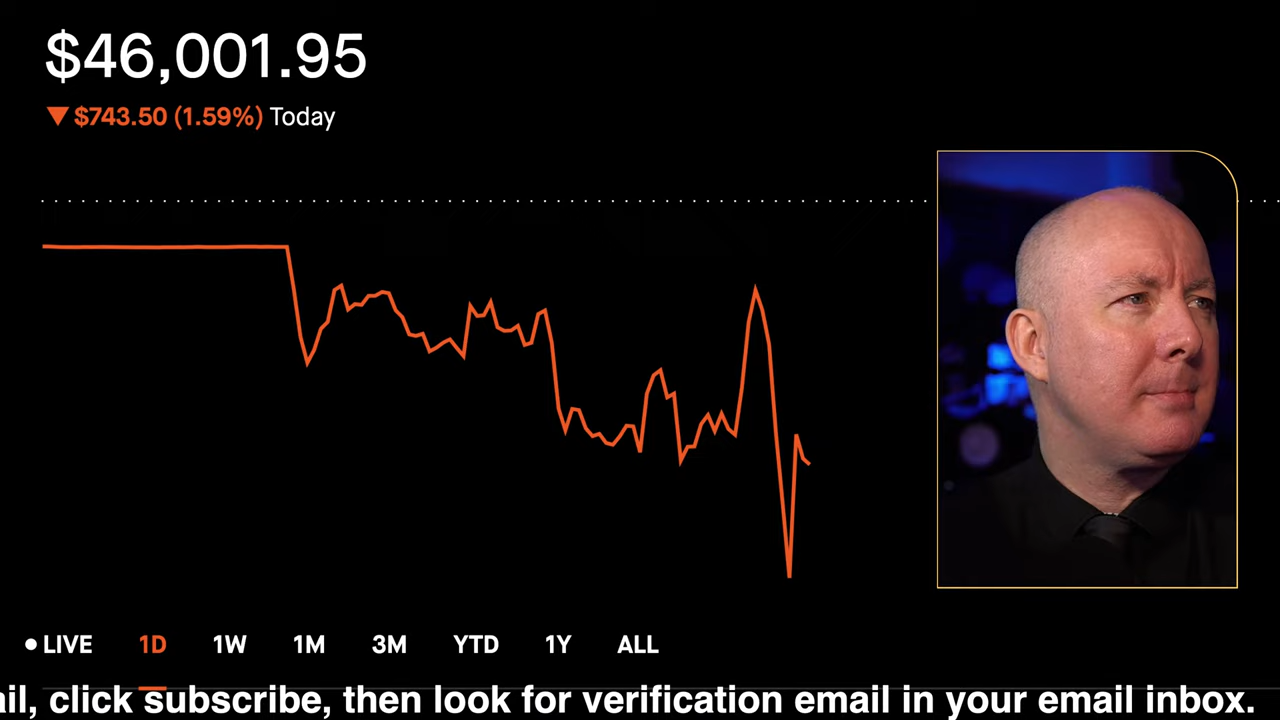 $46,001.95
▼ $743.50 (1.59%) Today
LIVE 1D 1W 1M 3M YTD 1Y ALL
click subscribe, then look for verification email in your email inbox.